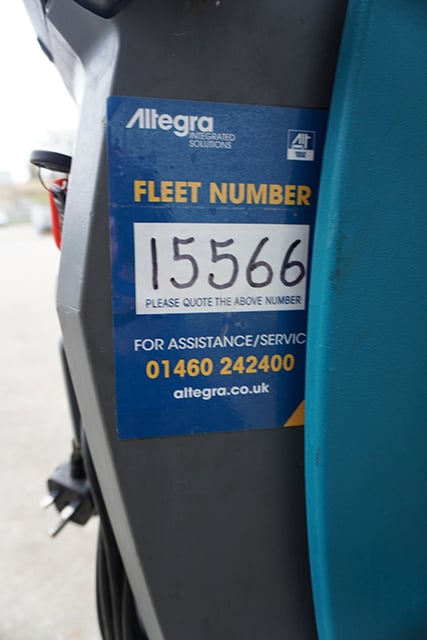 Altegra
INTEGRATED
SOLUTIONS
FLEET NUMBER
15566
PLEASE QUOTE THE ABOVE NUMBER
FOR ASSISTANCE/SERVIC
01460 242400
altegra.co.uk